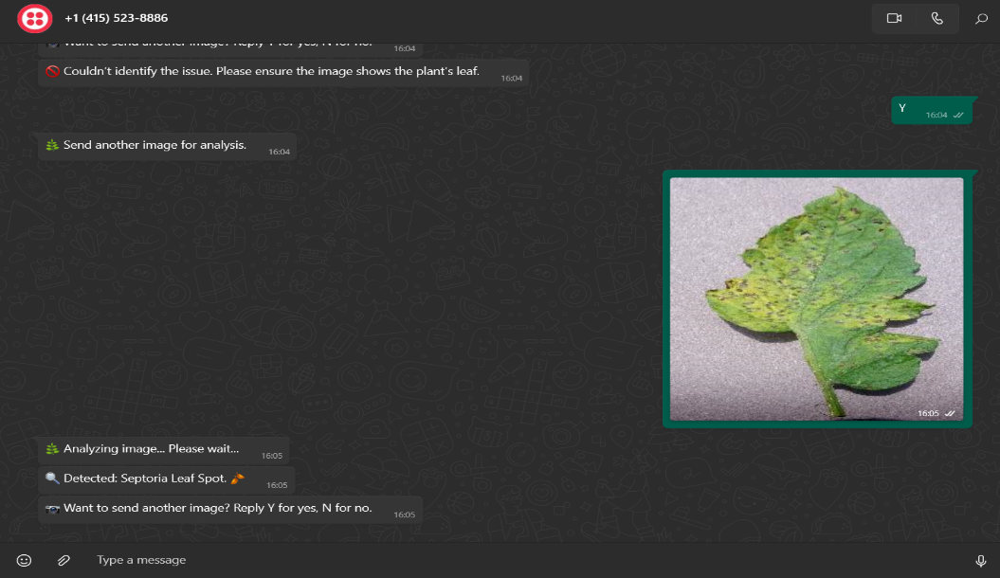 +1 (415) 523-8886
Want to send another image? Reply Y for yes, N for no.
16:04
🚫 Couldn't identify the issue. Please ensure the image shows the plant's leaf.
16:04
Y
16:04
🌿 Send another image for analysis.
16:04
16:05
🌿 Analyzing image... Please wait...
16:05
🔍 Detected: Septoria Leaf Spot. 🍂
16:05
📷 Want to send another image? Reply Y for yes, N for no.
16:05
Type a message